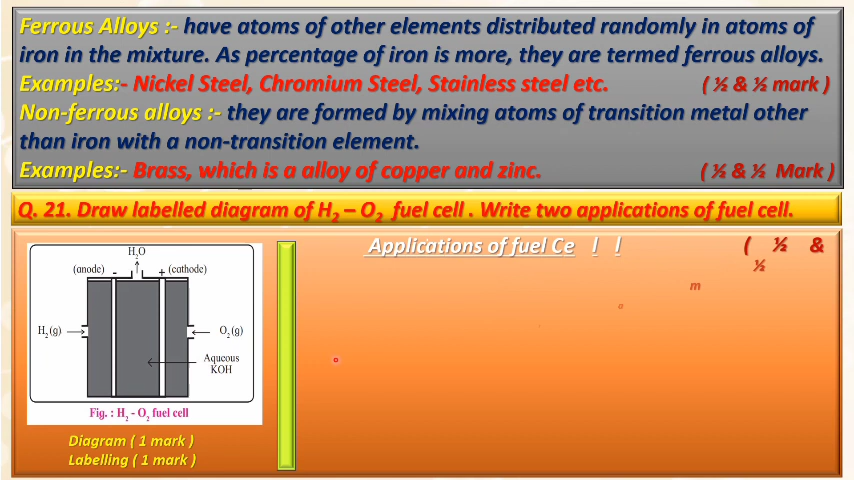 Ferrous Alloys :- have atoms of other elements distributed randomly in atoms of
iron in the mixture. As percentage of iron is more, they are termed ferrous alloys.
Examples:- Nickel Steel, Chromium Steel, Stainless steel etc. ( ½ & ½ mark )
Non-ferrous alloys :- they are formed by mixing atoms of transition metal other
than iron with a non-transition element.
Examples:- Brass, which is a alloy of copper and zinc. ( ½ & ½ Mark )
Q. 21. Draw labelled diagram of H₂ – O₂ fuel cell . Write two applications of fuel cell.
H₂O
(anode) - + (cathode)
H₂(g)
O₂(g)
Aqueous
KOH
Fig. : H₂ - O₂ fuel cell
Diagram ( 1 mark )
Labelling ( 1 mark )
Applications of fuel Ce l l ( ½ &
½
m
a